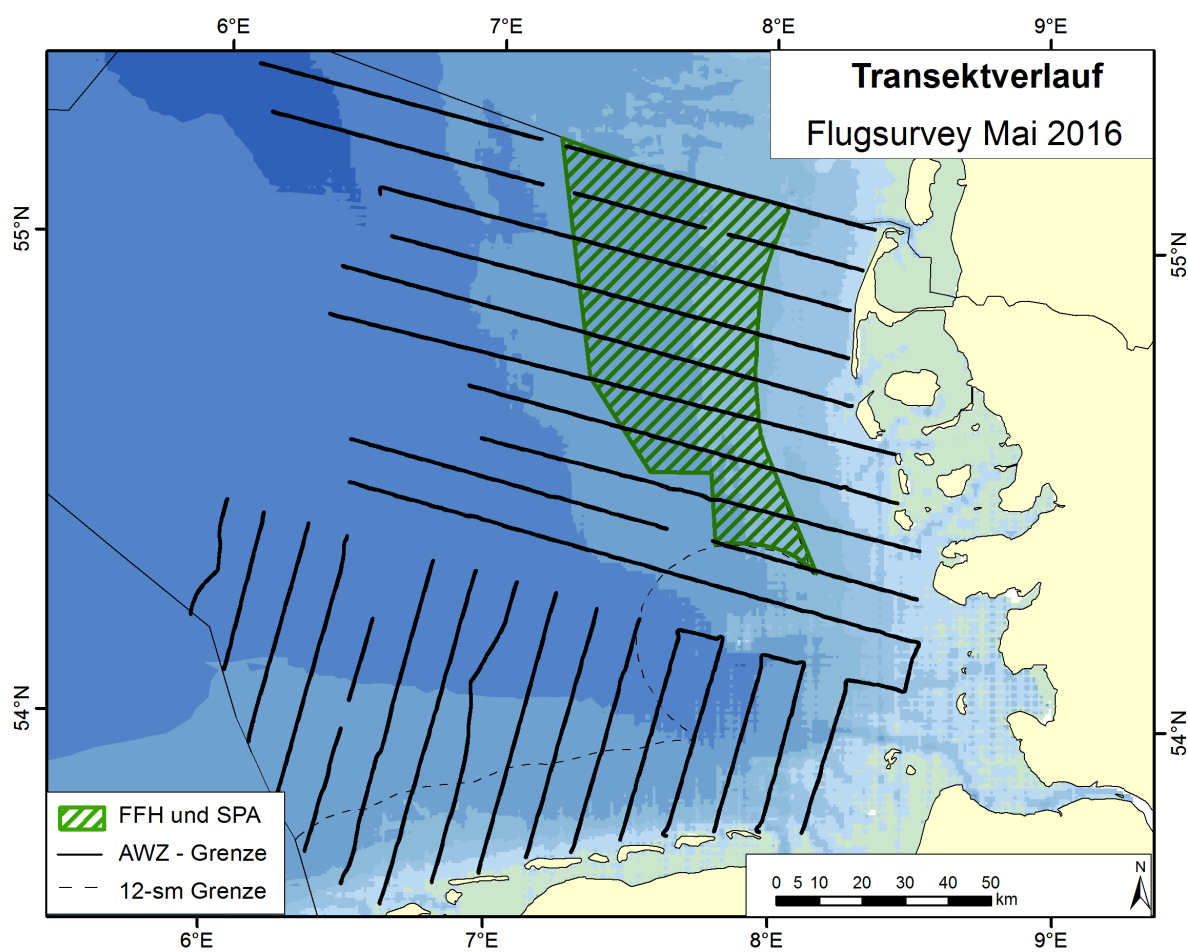 6°E 7°E 8°E 9°E
Transektverlauf
Flugsurvey Mai 2016
55°N 55°N
54°N 54°N
FFH und SPA
AWZ - Grenze
12-sm Grenze
N
0 5 10 20 30 40 50
km
6°E 7°E 8°E 9°E